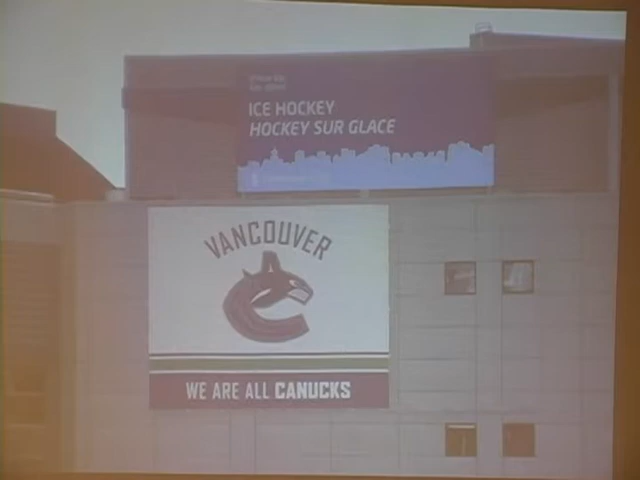 ICE HOCKEY
HOCKEY SUR GLACE
VANCOUVER
WE ARE ALL CANUCKS